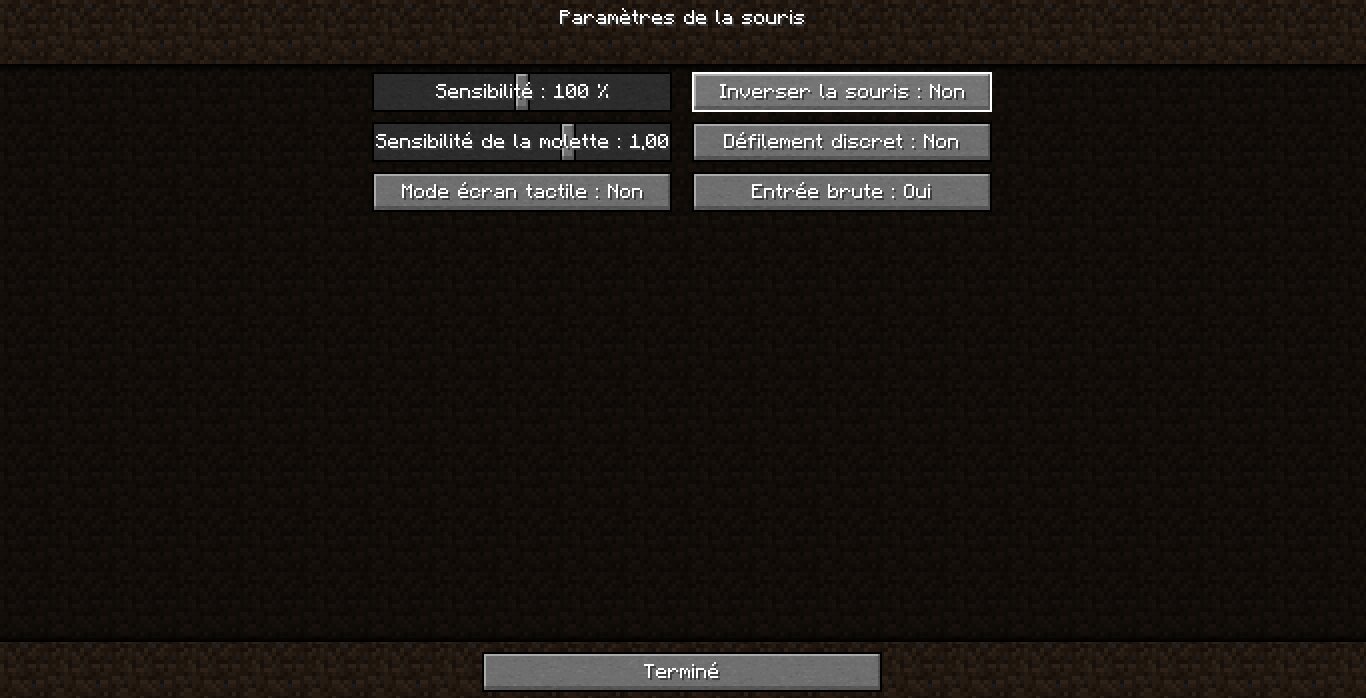 Paramètres de la souris
Sensibilité : 100 %
Inverser la souris : Non
Sensibilité de la molette : 1,00
Défilement discret : Non
Mode écran tactile : Non
Entrée brute : Oui
Terminé